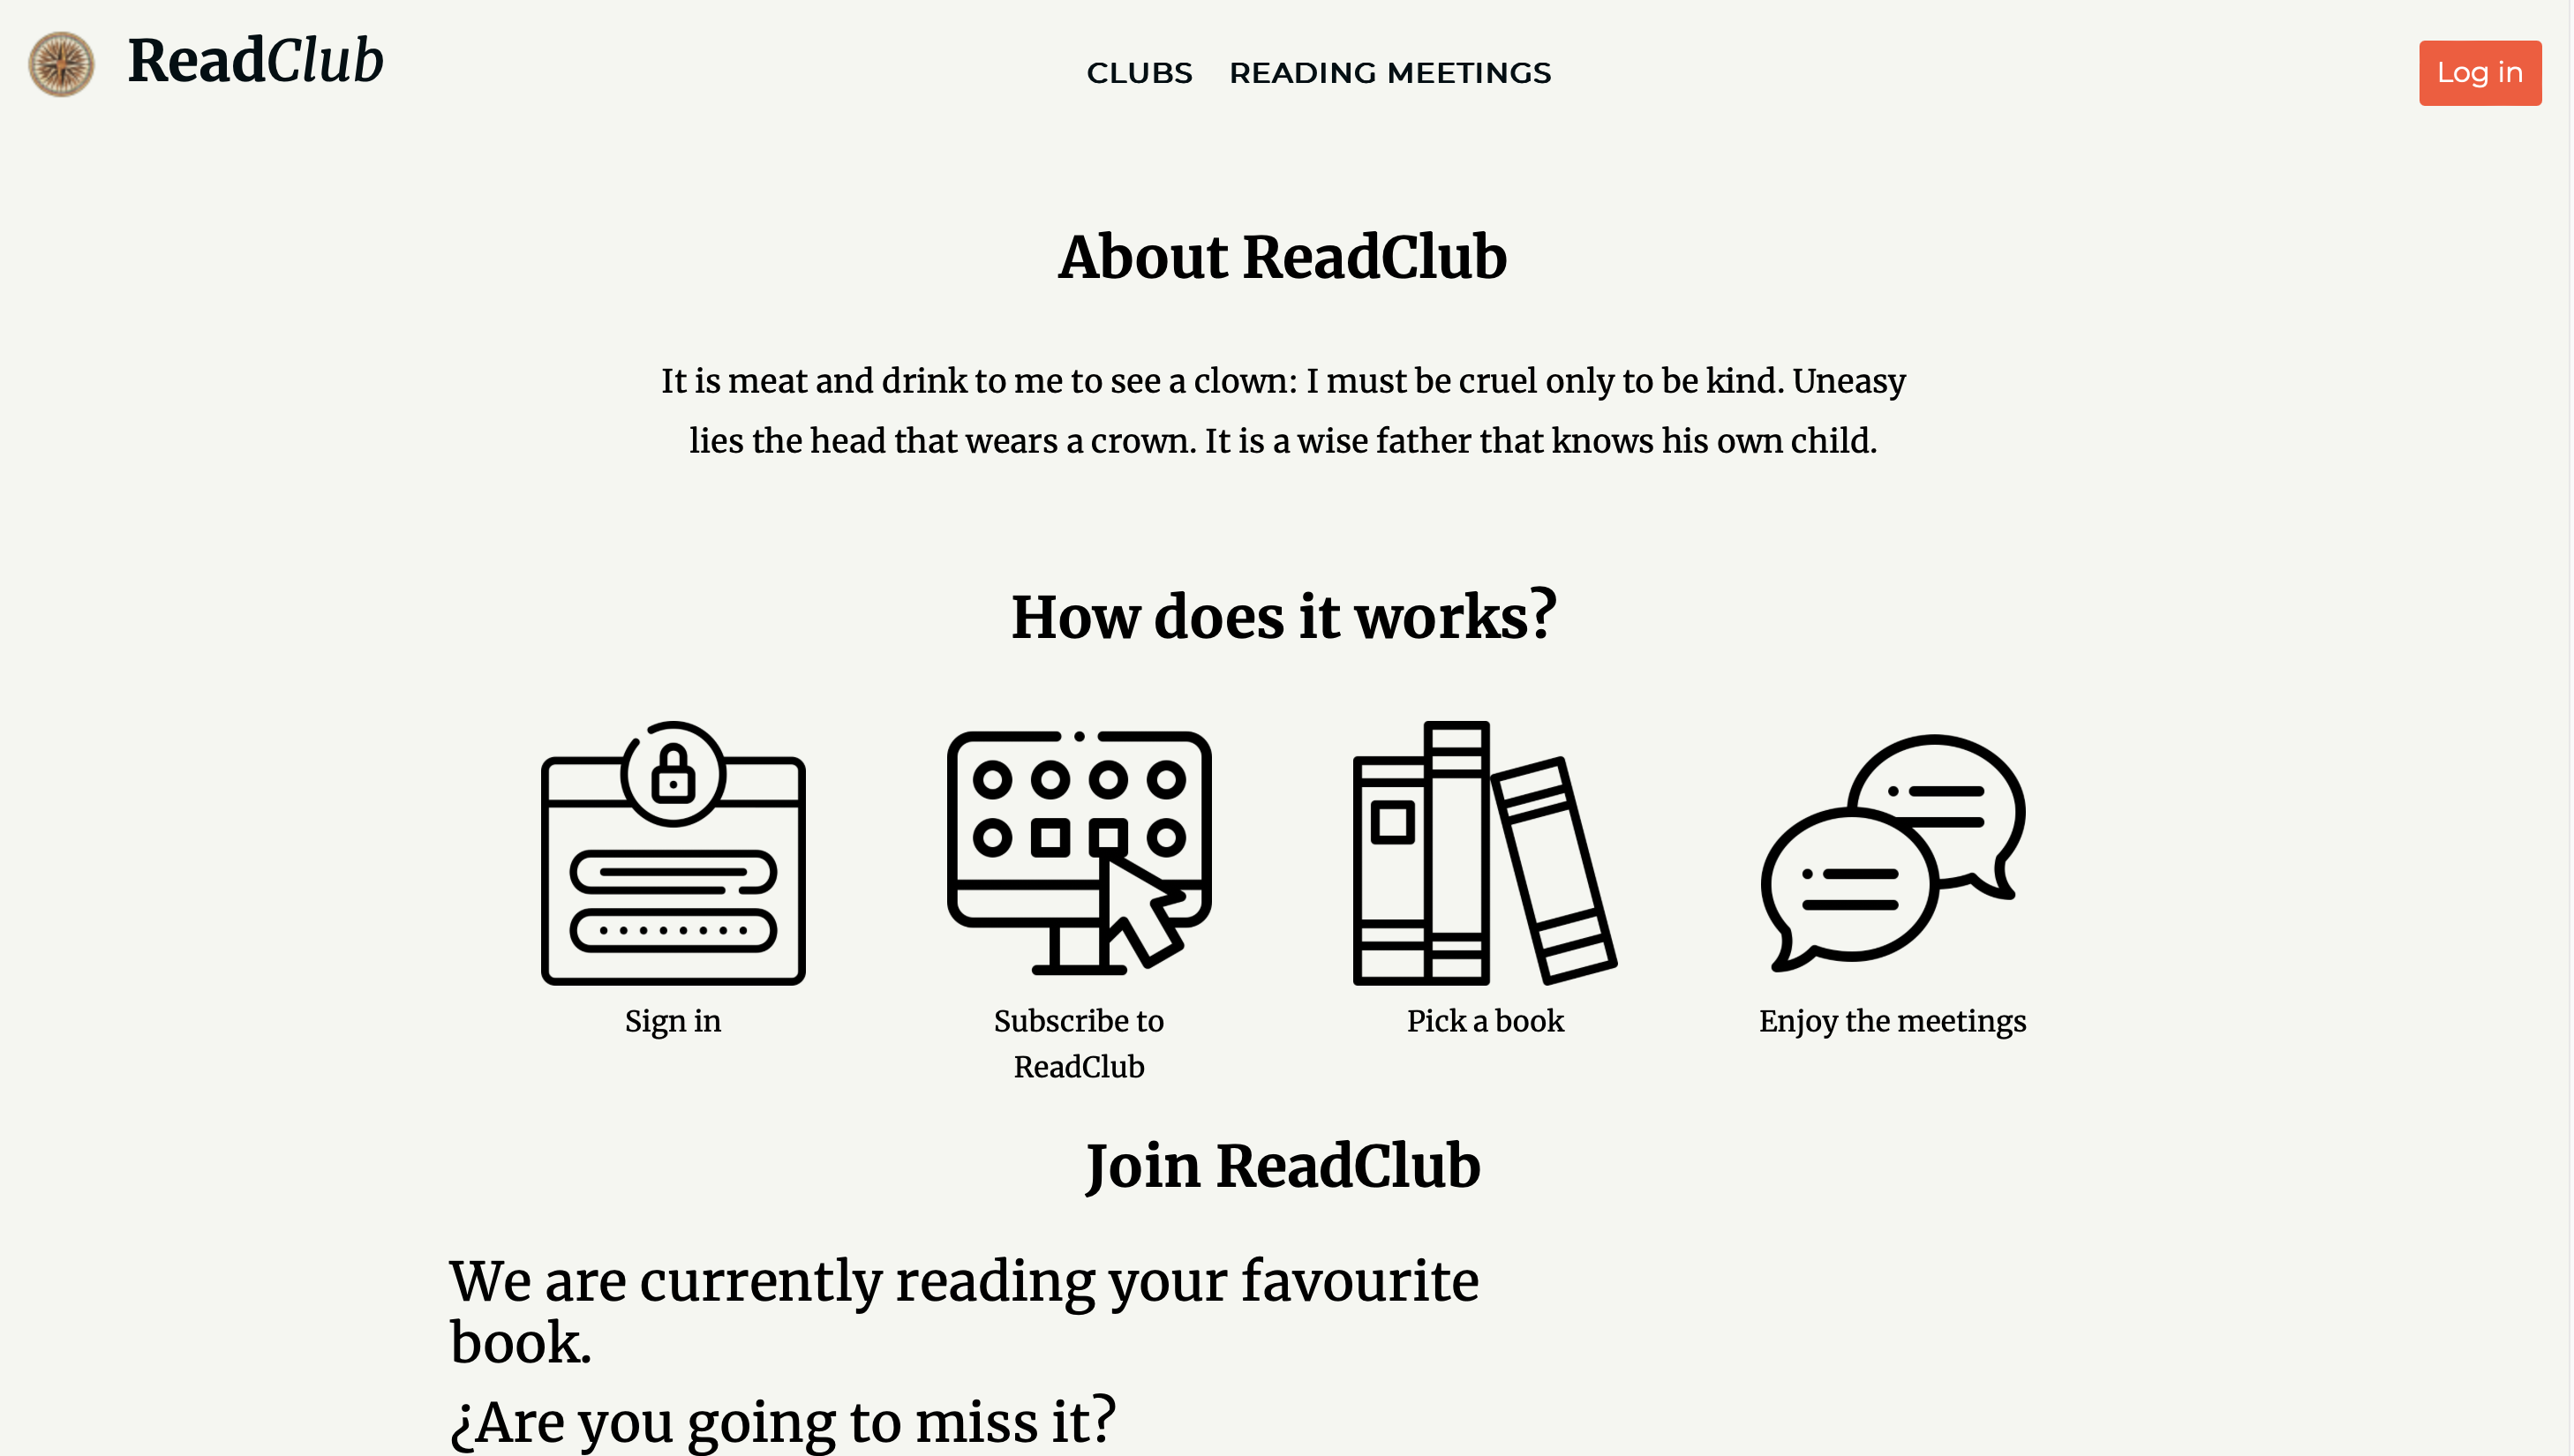 ReadClub
CLUBS READING MEETINGS
Log in
About ReadClub
It is meat and drink to me to see a clown: I must be cruel only to be kind. Uneasy
lies the head that wears a crown. It is a wise father that knows his own child.
How does it works?
Sign in
Subscribe to
ReadClub
Pick a book
Enjoy the meetings
Join ReadClub
We are currently reading your favourite
book.
¿Are you going to miss it?